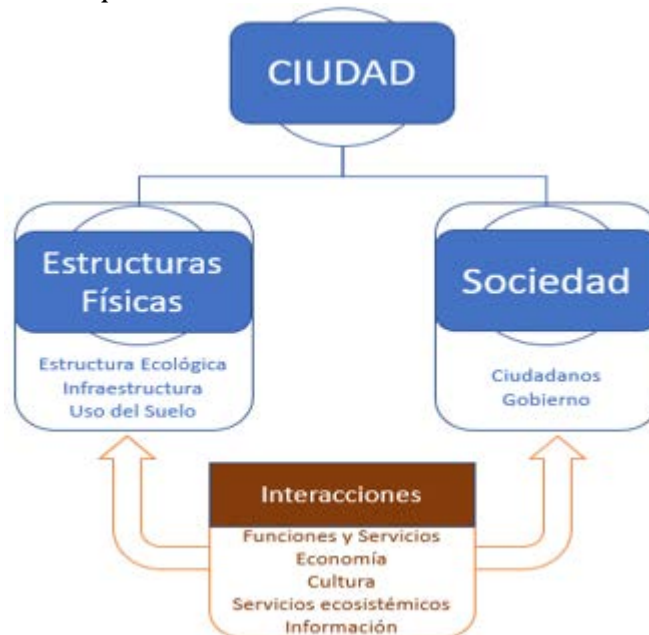 CIUDAD
Estructuras
Físicas
Estructura Ecológica
Infraestructura
Uso del Suelo
Sociedad
Ciudadanos
Gobierno
Interacciones
Funciones y Servicios
Economía
Cultura
Servicios ecosistémicos
Información